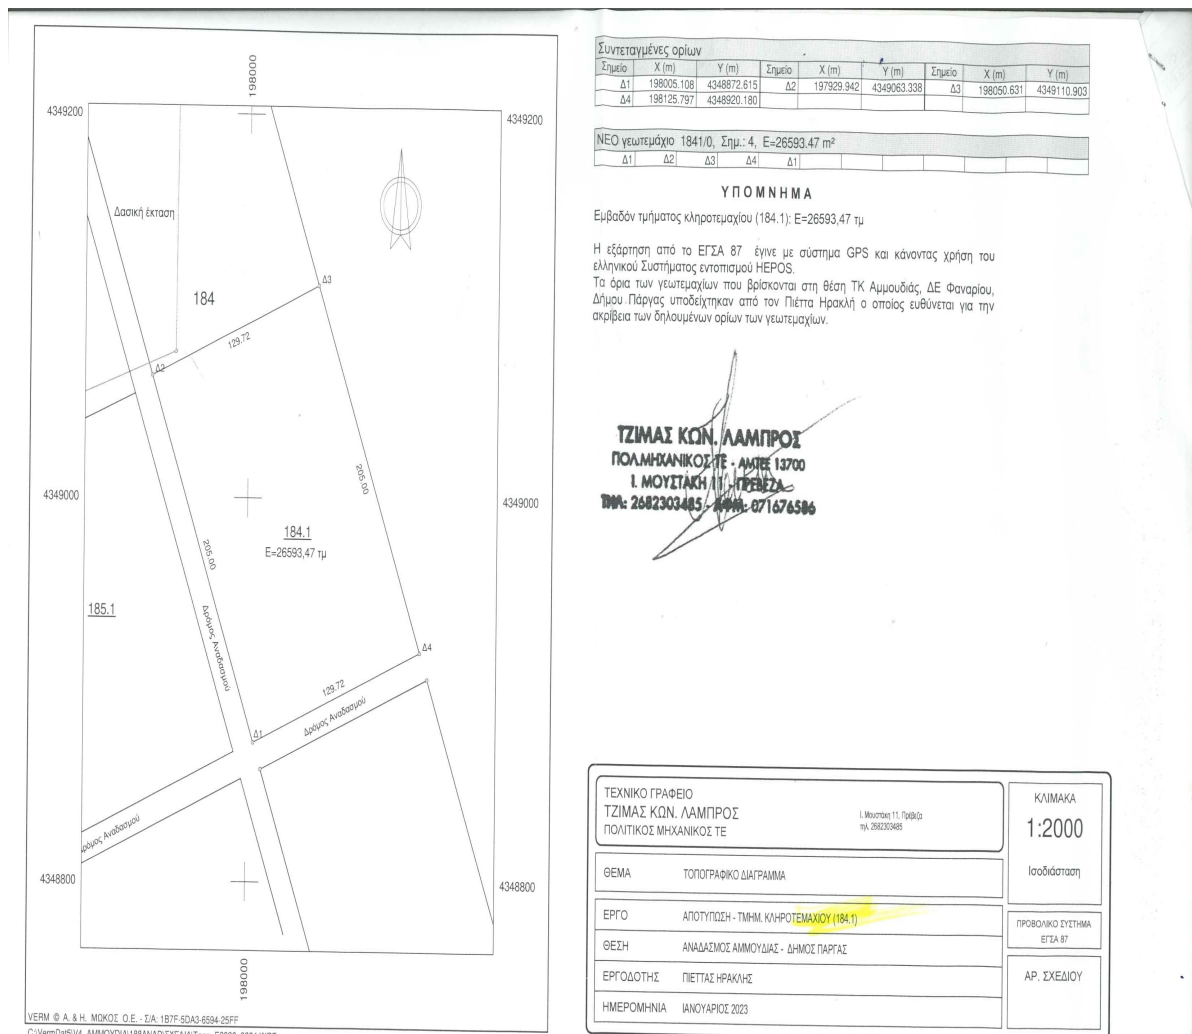 198000
4349200
4349200
Δασική έκταση
184
Δ3
129.72
Δ2
205.00
4349000
4349000
184.1
Ε=26593,47 τμ
205.00
185.1
Δρόμος Αναδασμού
Δ4
129.72
Δρόμος Αναδασμού
Δ1
Δρόμος Αναδασμού
4348800
4348800
198000
VERM © Α. & Η. ΜΩΚΟΣ Ο.Ε. - Σ/Α: 1B7F-5DA3-6594-25FF
Συντεταγμένες ορίων
Σημείο X (m) Y (m) Σημείο X (m) Y (m) Σημείο X (m) Y (m)
Δ1 198005.108 4348872.615 Δ2 197929.942 4349063.338 Δ3 198050.631 4349110.903
Δ4 198125.797 4348920.180
ΝΕΟ γεωτεμάχιο 1841/0, Σημ.: 4, Ε=26593.47 m²
Δ1 Δ2 Δ3 Δ4 Δ1
ΥΠΟΜΝΗΜΑ
Εμβαδόν τμήματος κληροτεμαχίου (184.1): Ε=26593,47 τμ
Η εξάρτηση από το ΕΓΣΑ 87 έγινε με σύστημα GPS και κάνοντας χρήση του
ελληνικού Συστήματος εντοπισμού HEPOS.
Τα όρια των γεωτεμαχίων που βρίσκονται στη θέση ΤΚ Αμμουδιάς, ΔΕ Φαναρίου,
Δήμου Πάργας υποδείχτηκαν από τον Πιέττα Ηρακλή ο οποίος ευθύνεται για την
ακρίβεια των δηλουμένων ορίων των γεωτεμαχίων.
ΤΖΙΜΑΣ ΚΩΝ. ΛΑΜΠΡΟΣ
ΠΟΛ.ΜΗΧΑΝΙΚΟΣ ΤΕ - ΑΜΤΕΕ 13700
Ι. ΜΟΥΣΤΑΚΗ 11 - ΠΡΕΒΕΖΑ
ΤΗΛ: 2682303485 - ΑΦΜ: 071676586
ΤΕΧΝΙΚΟ ΓΡΑΦΕΙΟ
ΤΖΙΜΑΣ ΚΩΝ. ΛΑΜΠΡΟΣ
ΠΟΛΙΤΙΚΟΣ ΜΗΧΑΝΙΚΟΣ ΤΕ
Ι. Μουστάκη 11, Πρέβεζα
τηλ. 2682303485
ΚΛΙΜΑΚΑ
1:2000
Ισοδιάσταση
ΘΕΜΑ ΤΟΠΟΓΡΑΦΙΚΟ ΔΙΑΓΡΑΜΜΑ
ΕΡΓΟ ΑΠΟΤΥΠΩΣΗ - ΤΜΗΜ. ΚΛΗΡΟΤΕΜΑΧΙΟΥ (184.1)
ΠΡΟΒΟΛΙΚΟ ΣΥΣΤΗΜΑ
ΕΓΣΑ 87
ΘΕΣΗ ΑΝΑΔΑΣΜΟΣ ΑΜΜΟΥΔΙΑΣ - ΔΗΜΟΣ ΠΑΡΓΑΣ
ΕΡΓΟΔΟΤΗΣ ΠΙΕΤΤΑΣ ΗΡΑΚΛΗΣ
ΑΡ. ΣΧΕΔΙΟΥ
ΗΜΕΡΟΜΗΝΙΑ ΙΑΝΟΥΑΡΙΟΣ 2023